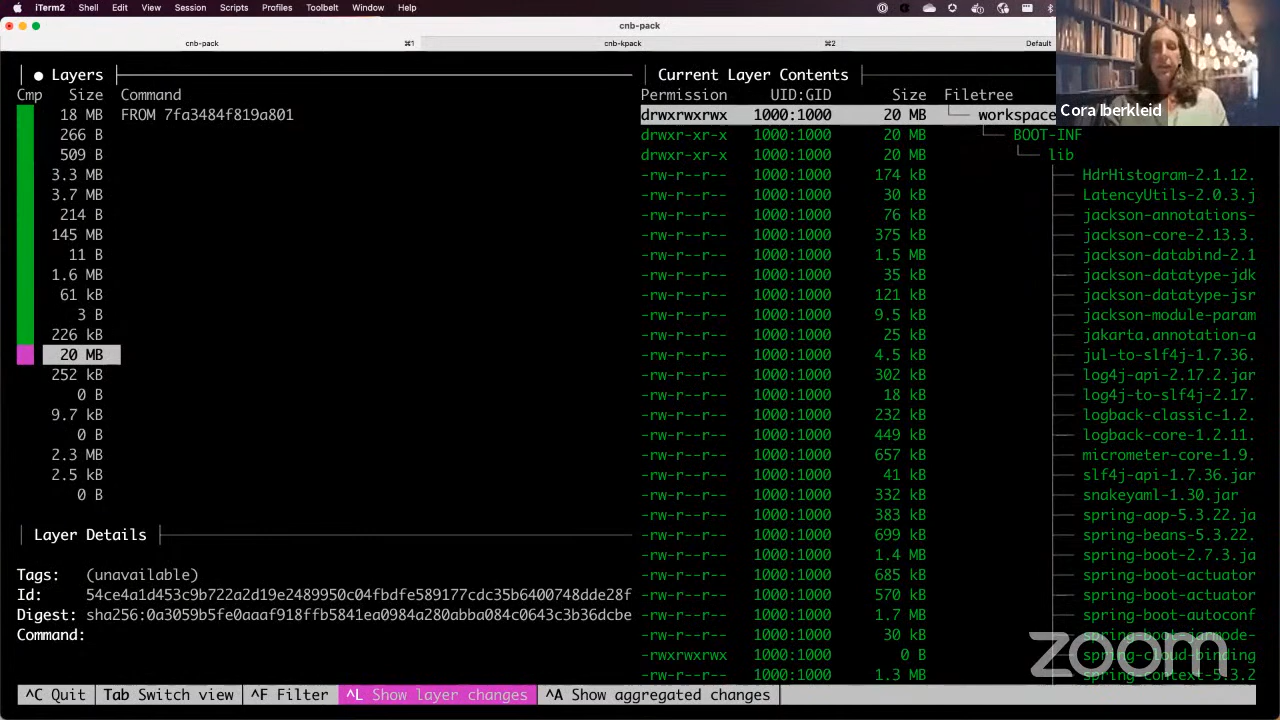 iTerm2 Shell Edit View Session Scripts Profiles Toolbelt Window Help
cnb-pack
cnb-pack ⌘1 cnb-kpack ⌘2 Default
● Layers
Cmp Size Command
18 MB FROM 7fa3484f819a801
266 B
509 B
3.3 MB
3.7 MB
214 B
145 MB
11 B
1.6 MB
61 kB
3 B
226 kB
20 MB
252 kB
0 B
9.7 kB
0 B
2.3 MB
2.5 kB
0 B
Layer Details
Tags: (unavailable)
Id: 54ce4a1d453c9b722a2d19e2489950c04fbdfe589177cdc35b6400748dde28f
Digest: sha256:0a3059b5fe0aaaf918ffb5841ea0984a280abba084c0643c3b36dcbe
Command:
Current Layer Contents
Permission UID:GID Size Filetree
drwxrwxrwx 1000:1000 20 MB └── workspace
drwxr-xr-x 1000:1000 20 MB └── BOOT-INF
drwxr-xr-x 1000:1000 20 MB └── lib
-rw-r--r-- 1000:1000 174 kB ├── HdrHistogram-2.1.12.
-rw-r--r-- 1000:1000 30 kB ├── LatencyUtils-2.0.3.j
-rw-r--r-- 1000:1000 76 kB ├── jackson-annotations-
-rw-r--r-- 1000:1000 375 kB ├── jackson-core-2.13.3.
-rw-r--r-- 1000:1000 1.5 MB ├── jackson-databind-2.1
-rw-r--r-- 1000:1000 35 kB ├── jackson-datatype-jdk
-rw-r--r-- 1000:1000 121 kB ├── jackson-datatype-jsr
-rw-r--r-- 1000:1000 9.5 kB ├── jackson-module-param
-rw-r--r-- 1000:1000 25 kB ├── jakarta.annotation-a
-rw-r--r-- 1000:1000 4.5 kB ├── jul-to-slf4j-1.7.36.
-rw-r--r-- 1000:1000 302 kB ├── log4j-api-2.17.2.jar
-rw-r--r-- 1000:1000 18 kB ├── log4j-to-slf4j-2.17.
-rw-r--r-- 1000:1000 232 kB ├── logback-classic-1.2.
-rw-r--r-- 1000:1000 449 kB ├── logback-core-1.2.11.
-rw-r--r-- 1000:1000 657 kB ├── micrometer-core-1.9.
-rw-r--r-- 1000:1000 41 kB ├── slf4j-api-1.7.36.jar
-rw-r--r-- 1000:1000 332 kB ├── snakeyaml-1.30.jar
-rw-r--r-- 1000:1000 383 kB ├── spring-aop-5.3.22.ja
-rw-r--r-- 1000:1000 699 kB ├── spring-beans-5.3.22.
-rw-r--r-- 1000:1000 1.4 MB ├── spring-boot-2.7.3.ja
-rw-r--r-- 1000:1000 685 kB ├── spring-boot-actuator
-rw-r--r-- 1000:1000 570 kB ├── spring-boot-actuator
-rw-r--r-- 1000:1000 1.7 MB ├── spring-boot-autoconf
-rw-r--r-- 1000:1000 30 kB ├── spring-boot-jarmode-
-rwxrwxrwx 1000:1000 0 B ├── spring-cloud-binding
-rw-r--r-- 1000:1000 1.3 MB ├── spring-context-5.3.2
^C Quit Tab Switch view ^F Filter ^L Show layer changes ^A Show aggregated changes
Cora Iberkleid
zoom